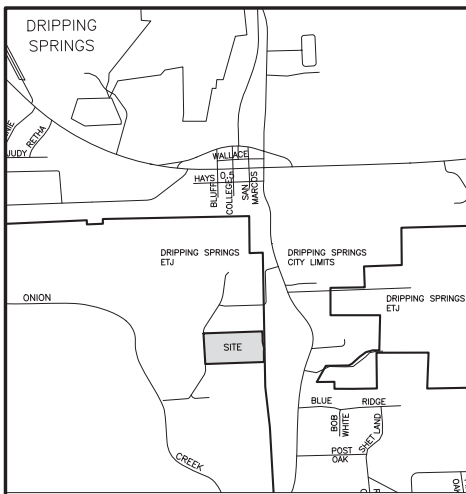 DRIPPING
SPRINGS
RETHA
JUDY
WALLACE
HAYS
BLUFF
COLLEGE
SAN
MARCOS
DRIPPING SPRINGS
ETJ
DRIPPING SPRINGS
CITY LIMITS
DRIPPING SPRINGS
ETJ
ONION
SITE
BLUE RIDGE
BOB
WHITE
SHETLAND
POST
OAK
CREEK